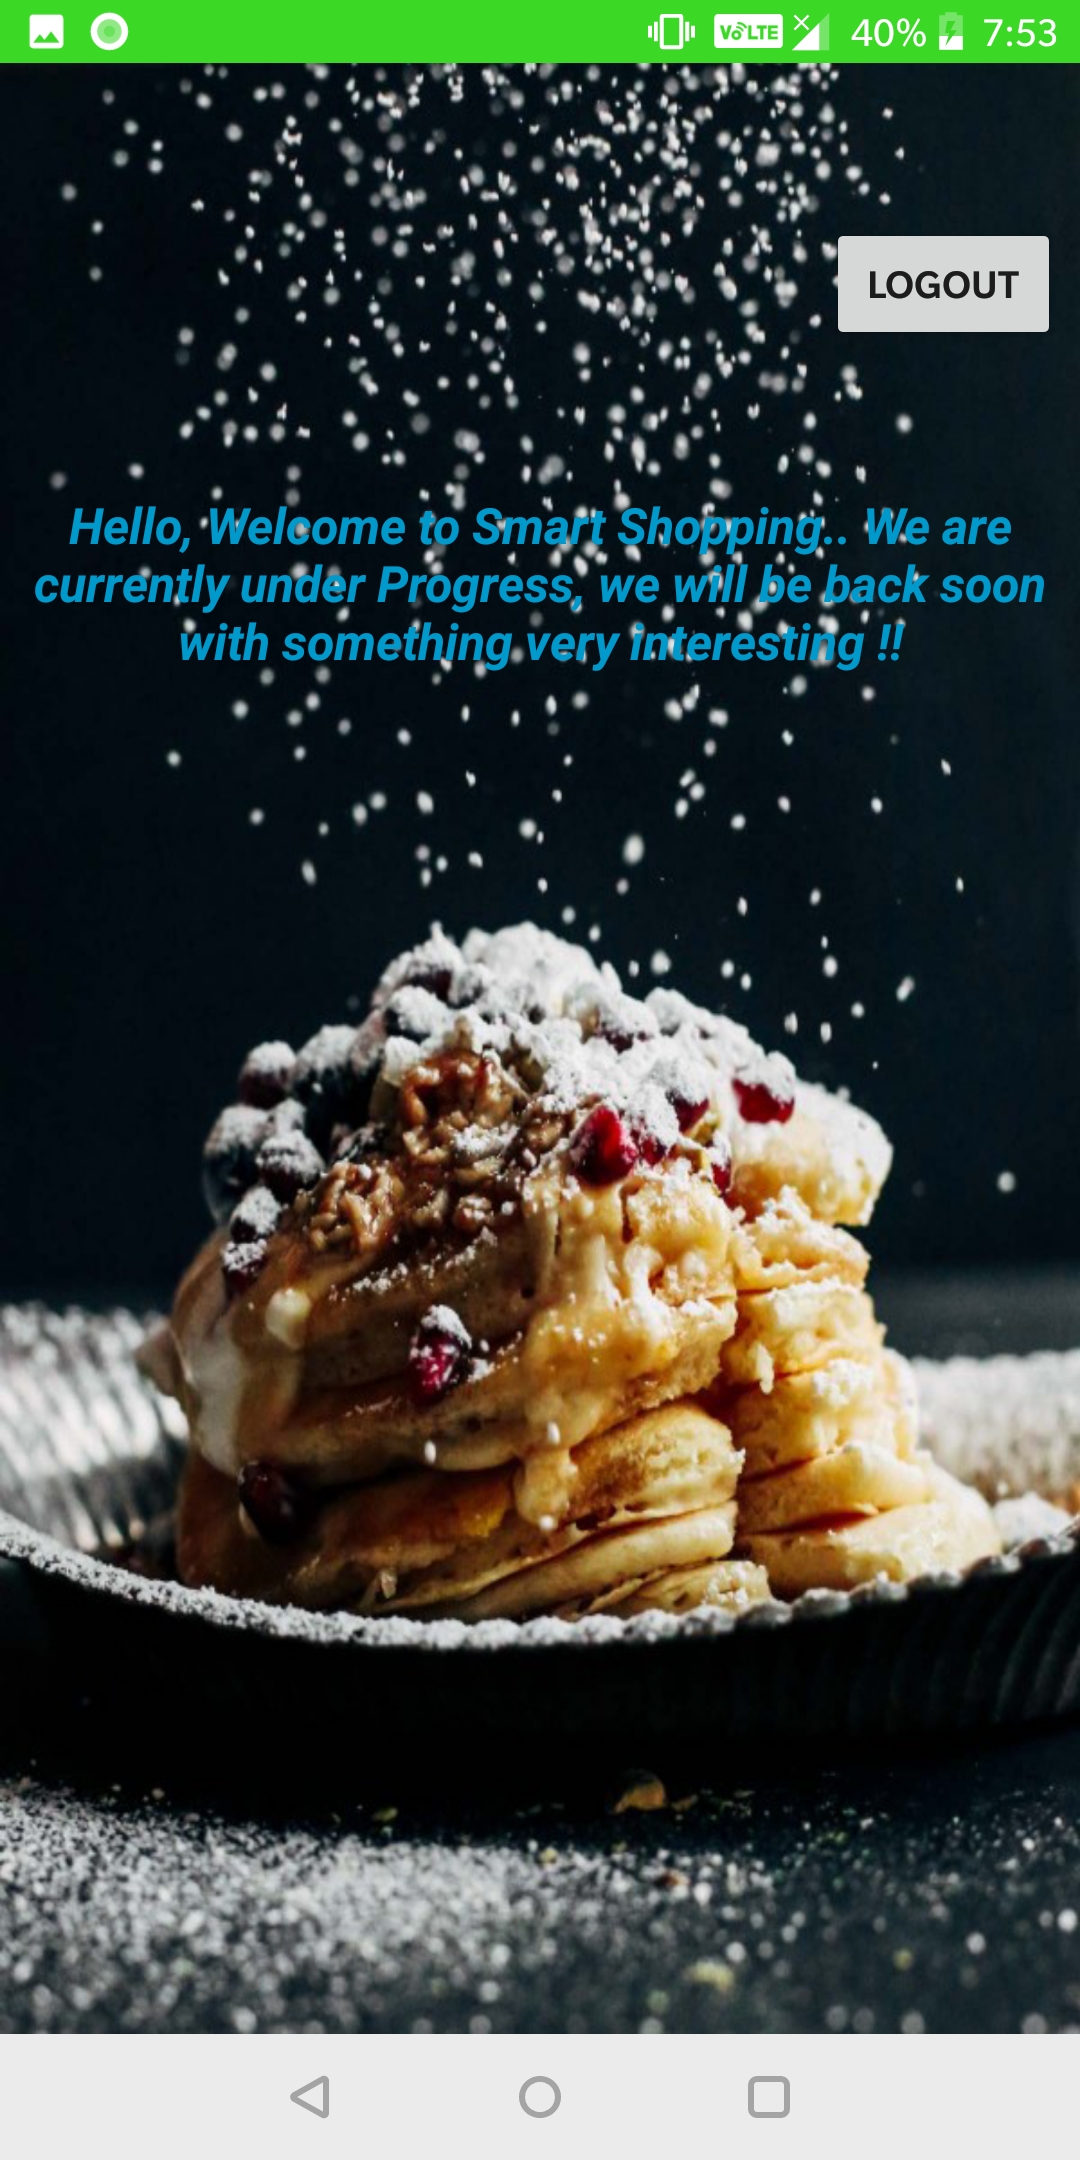 VoLTE 40% 7:53
LOGOUT
Hello, Welcome to Smart Shopping.. We are
currently under Progress, we will be back soon
with something very interesting !!